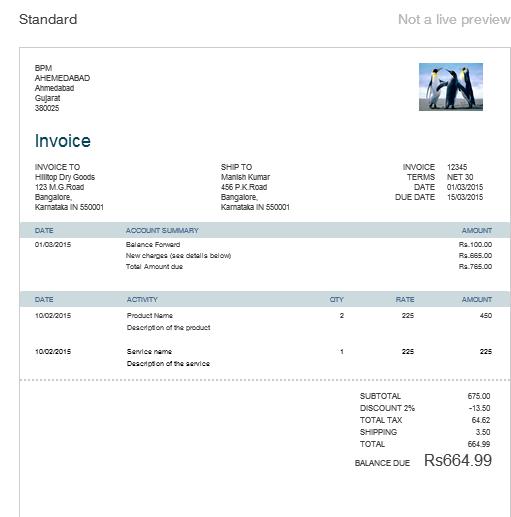 Standard Not a live preview
BPM
AHEMEDABAD
Ahmedabad
Gujarat
380025
Invoice
INVOICE TO
Hilltop Dry Goods
123 M.G.Road
Bangalore,
Karnataka IN 550001
SHIP TO
Manish Kumar
456 P.K.Road
Bangalore,
Karnataka IN 550001
INVOICE 12345
TERMS NET 30
DATE 01/03/2015
DUE DATE 15/03/2015
DATE ACCOUNT SUMMARY AMOUNT
01/03/2015 Balance Forward Rs.100.00
New charges (see details below) Rs.665.00
Total Amount due Rs.765.00
DATE ACTIVITY QTY RATE AMOUNT
10/02/2015 Product Name 2 225 450
Description of the product
10/02/2015 Service name 1 225 225
Description of the service
SUBTOTAL 675.00
DISCOUNT 2% -13.50
TOTAL TAX 64.62
SHIPPING 3.50
TOTAL 664.99
BALANCE DUE Rs664.99